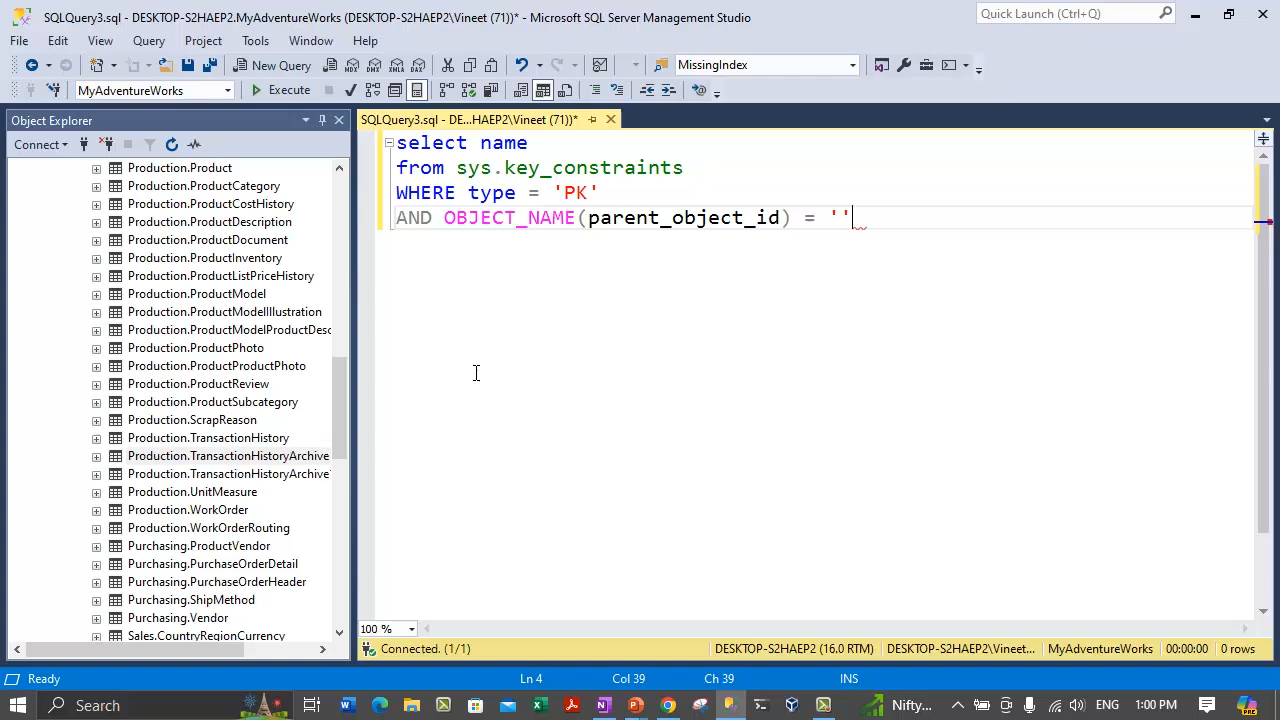 SQLQuery3.sql - DESKTOP-S2HAEP2.MyAdventureWorks (DESKTOP-S2HAEP2\Vineet (71))* - Microsoft SQL Server Management Studio
Quick Launch (Ctrl+Q)
File Edit View Query Project Tools Window Help
New Query
MDX DMX XMLA DAX
MissingIndex
MyAdventureWorks
Execute
Object Explorer
SQLQuery3.sql - DE...HAEP2\Vineet (71))*
Connect
select name
from sys.key_constraints
WHERE type = 'PK'
AND OBJECT_NAME(parent_object_id) = ''
Production.Product
Production.ProductCategory
Production.ProductCostHistory
Production.ProductDescription
Production.ProductDocument
Production.ProductInventory
Production.ProductListPriceHistory
Production.ProductModel
Production.ProductModelIllustration
Production.ProductModelProductDesc
Production.ProductPhoto
Production.ProductProductPhoto
Production.ProductReview
Production.ProductSubcategory
Production.ScrapReason
Production.TransactionHistory
Production.TransactionHistoryArchive
Production.TransactionHistoryArchive
Production.UnitMeasure
Production.WorkOrder
Production.WorkOrderRouting
Purchasing.ProductVendor
Purchasing.PurchaseOrderDetail
Purchasing.PurchaseOrderHeader
Purchasing.ShipMethod
Purchasing.Vendor
Sales.CountryRegionCurrency
100 %
Connected. (1/1)
DESKTOP-S2HAEP2 (16.0 RTM)
DESKTOP-S2HAEP2\Vineet...
MyAdventureWorks
00:00:00
0 rows
Ready
Ln 4
Col 39
Ch 39
INS
Search
Nifty...
ENG
1:00 PM